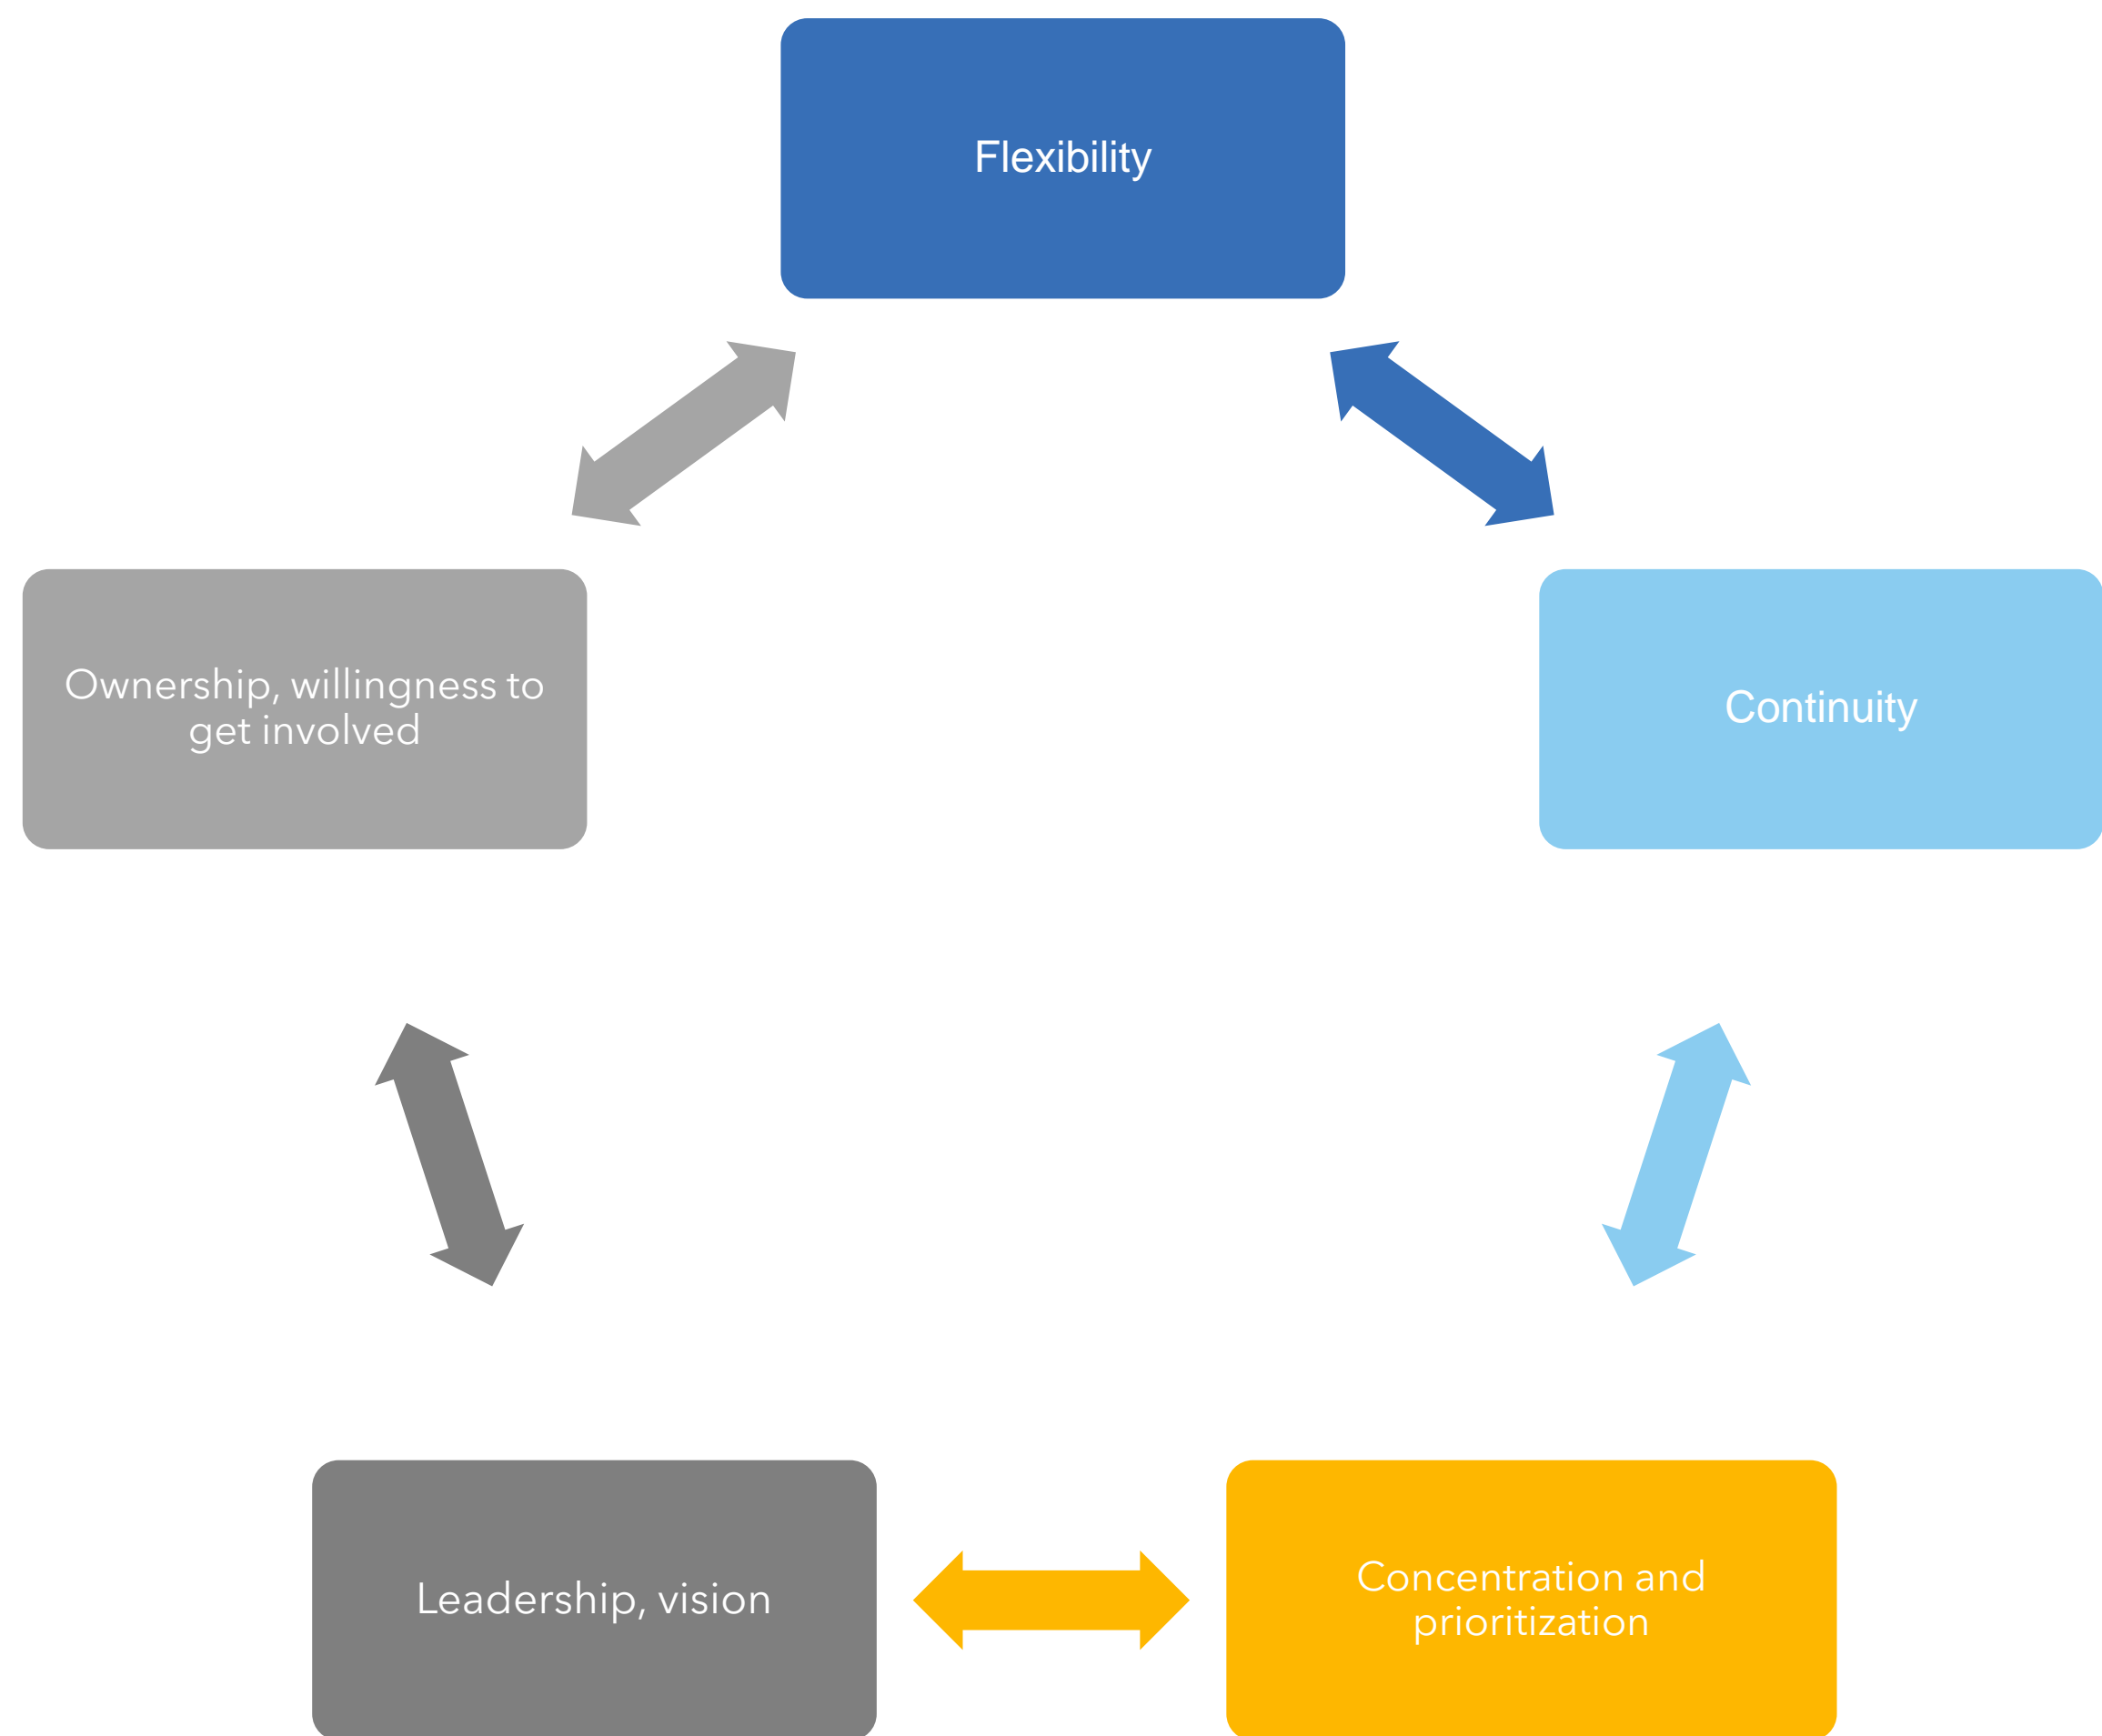 Flexibility
Ownership, willingness to
get involved
Continuity
Leadership, vision
Concentration and
prioritization